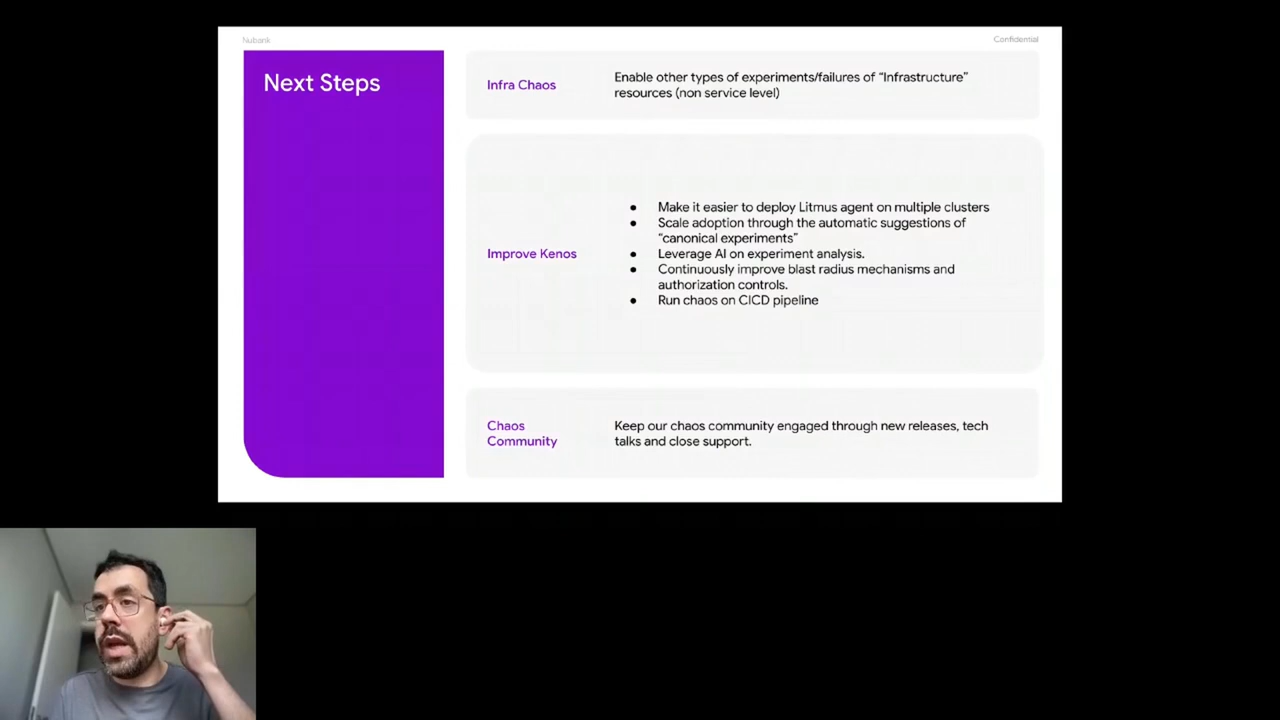 Nubank
Confidential
Next Steps
Infra Chaos
Enable other types of experiments/failures of “Infrastructure”
resources (non service level)
Improve Kenos
● Make it easier to deploy Litmus agent on multiple clusters
● Scale adoption through the automatic suggestions of
“canonical experiments”
● Leverage AI on experiment analysis.
● Continuously improve blast radius mechanisms and
authorization controls.
● Run chaos on CICD pipeline
Chaos
Community
Keep our chaos community engaged through new releases, tech
talks and close support.